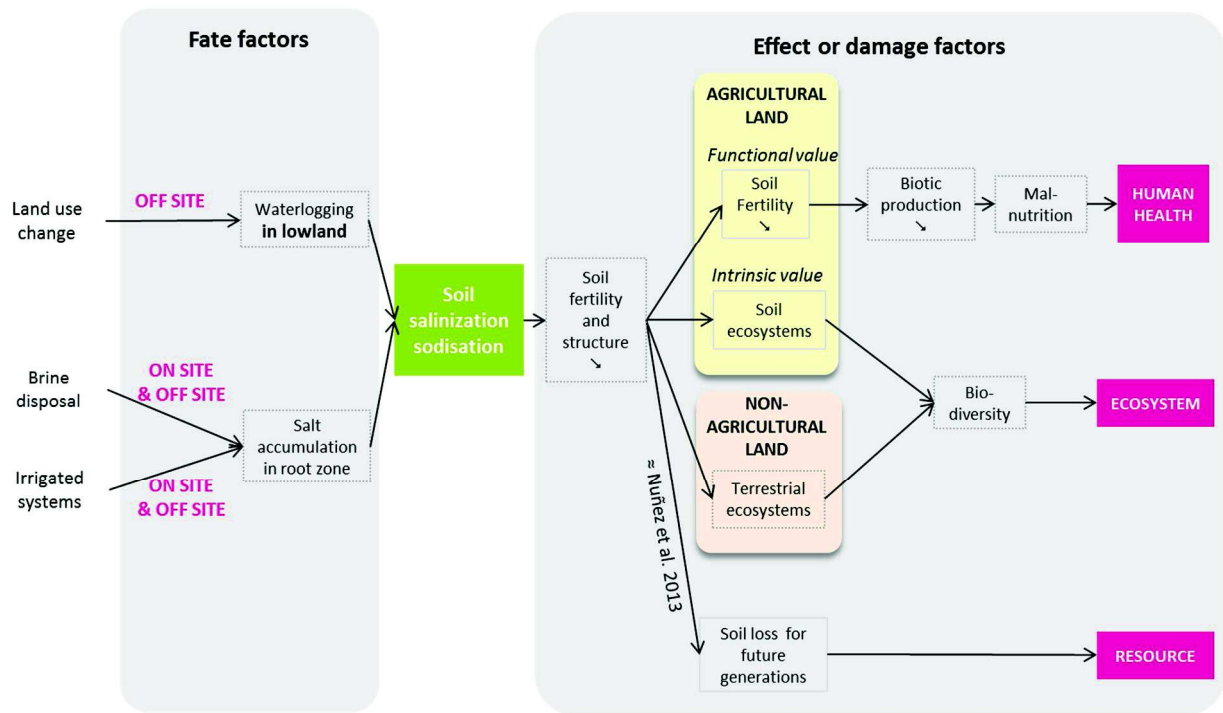 Fate factors
Effect or damage factors
Land use
change
OFF SITE
Waterlogging
in lowland
Brine
disposal
ON SITE
& OFF SITE
Salt
accumulation
in root zone
Irrigated
systems
ON SITE
& OFF SITE
Soil
salinization
sodisation
Soil
fertility
and
structure
↘
AGRICULTURAL
LAND
Functional value
Soil
Fertility
↘
Biotic
production
↘
Mal-
nutrition
HUMAN
HEALTH
Intrinsic value
Soil
ecosystems
NON-
AGRICULTURAL
LAND
Terrestrial
ecosystems
Bio-
diversity
ECOSYSTEM
≈ Nuñez et al. 2013
Soil loss for
future
generations
RESOURCE